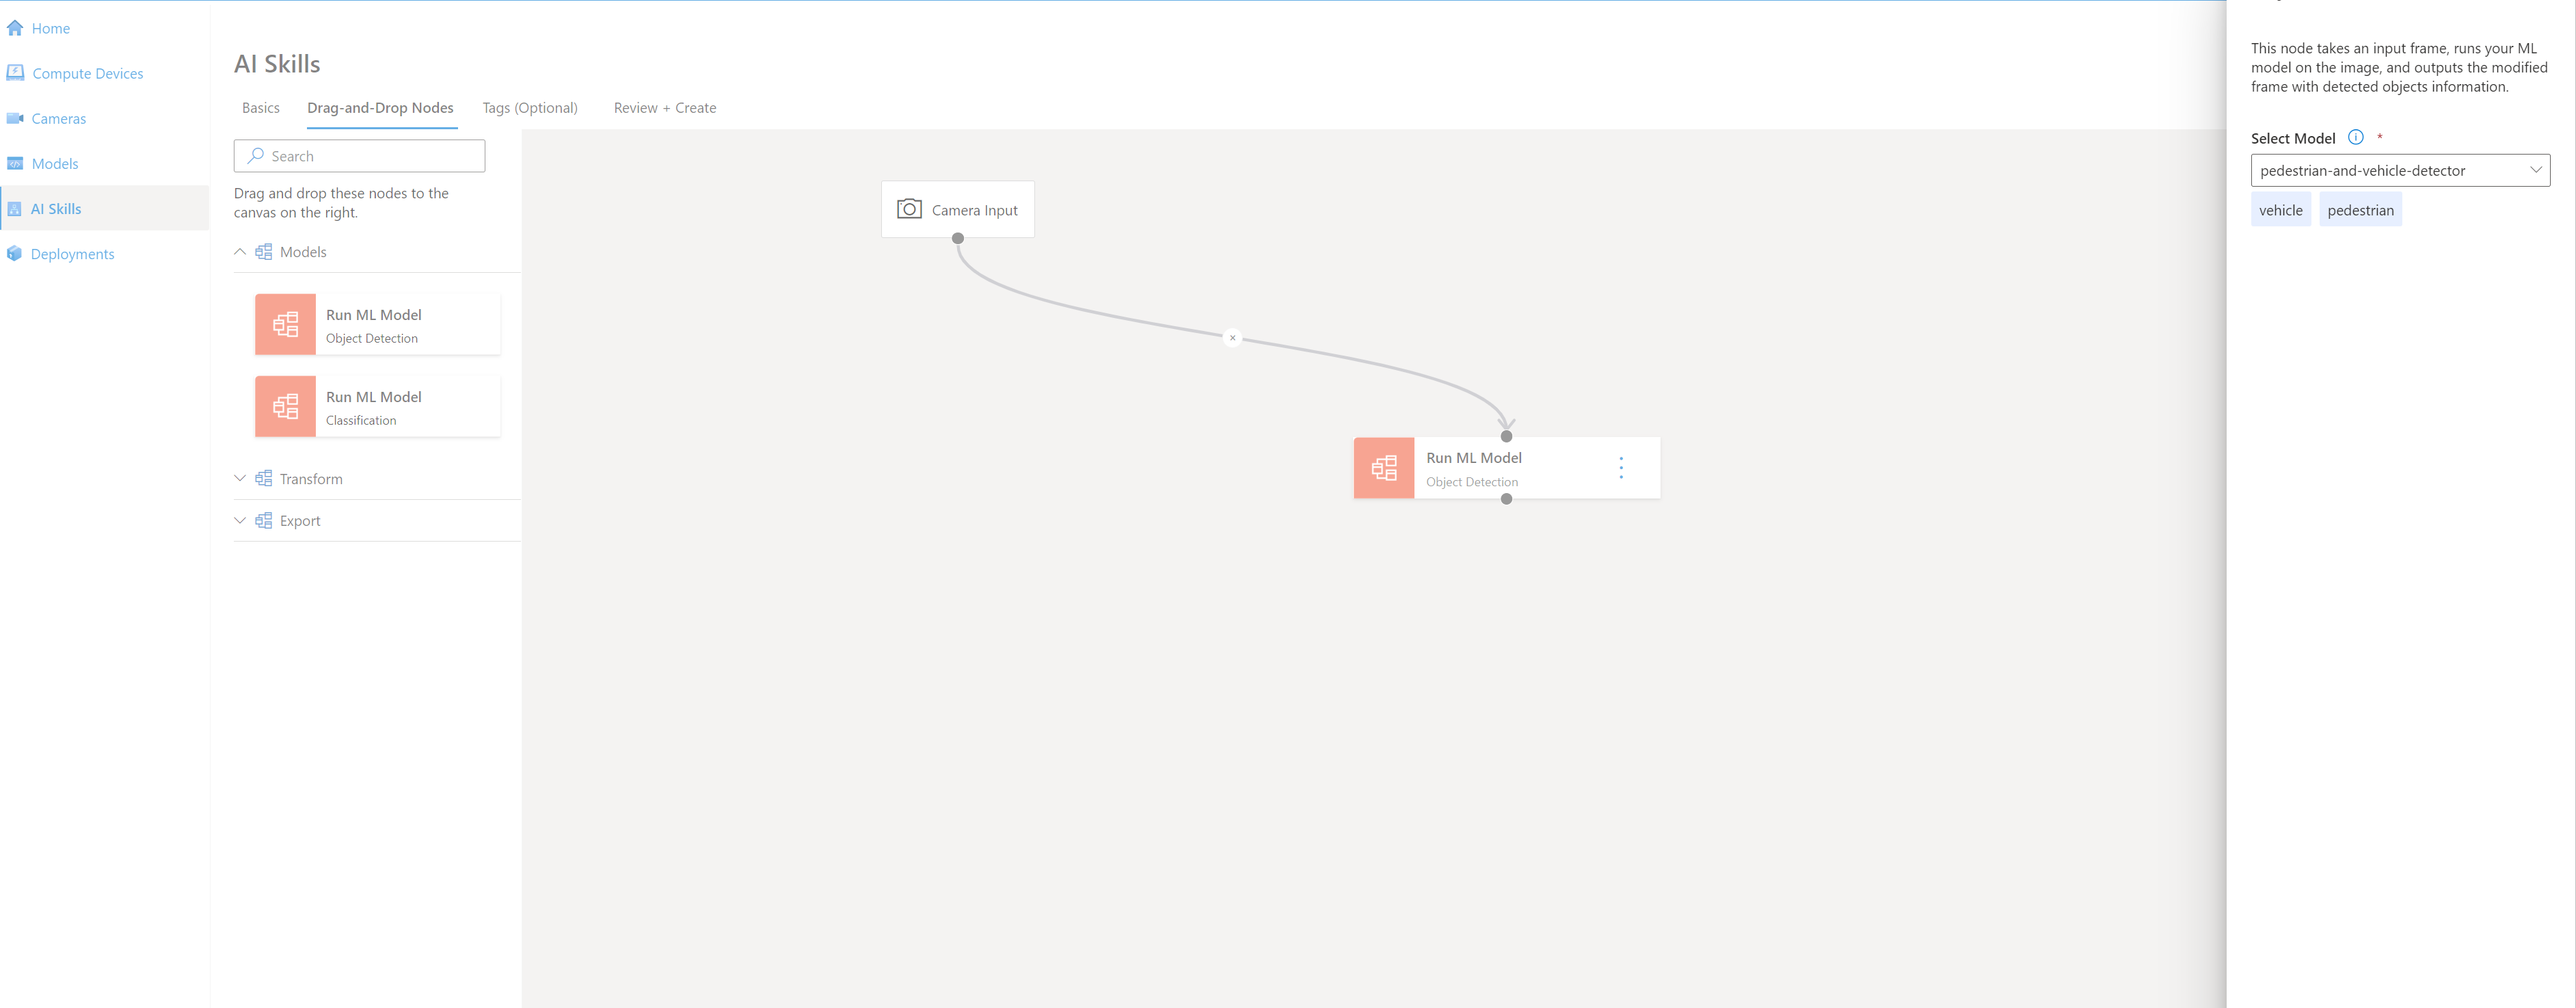 Home
Compute Devices
Cameras
Models
AI Skills
Deployments
AI Skills
Basics
Drag-and-Drop Nodes
Tags (Optional)
Review + Create
Search
Drag and drop these nodes to the
canvas on the right.
Models
Run ML Model
Object Detection
Run ML Model
Classification
Transform
Export
Camera Input
Run ML Model
Object Detection
This node takes an input frame, runs your ML
model on the image, and outputs the modified
frame with detected objects information.
Select Model *
pedestrian-and-vehicle-detector
vehicle
pedestrian